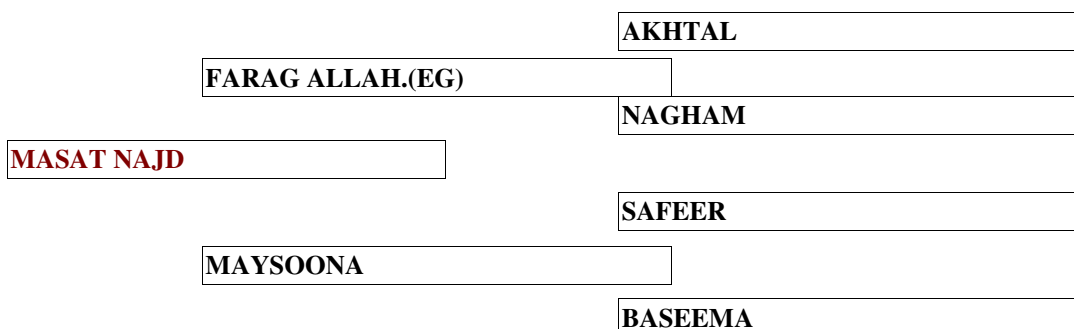 AKHTAL
FARAG ALLAH.(EG)
NAGHAM
MASAT NAJD
SAFEER
MAYSOONA
BASEEMA